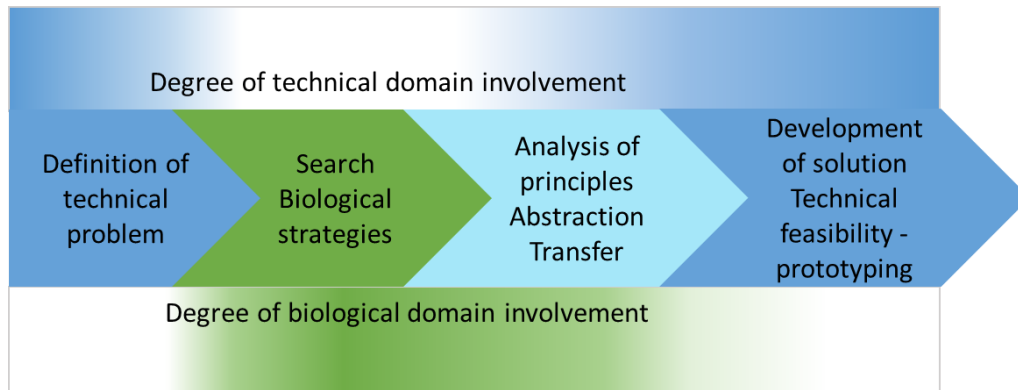 Degree of technical domain involvement
Definition of
technical
problem
Search
Biological
strategies
Analysis of
principles
Abstraction
Transfer
Development
of solution
Technical
feasibility -
prototyping
Degree of biological domain involvement